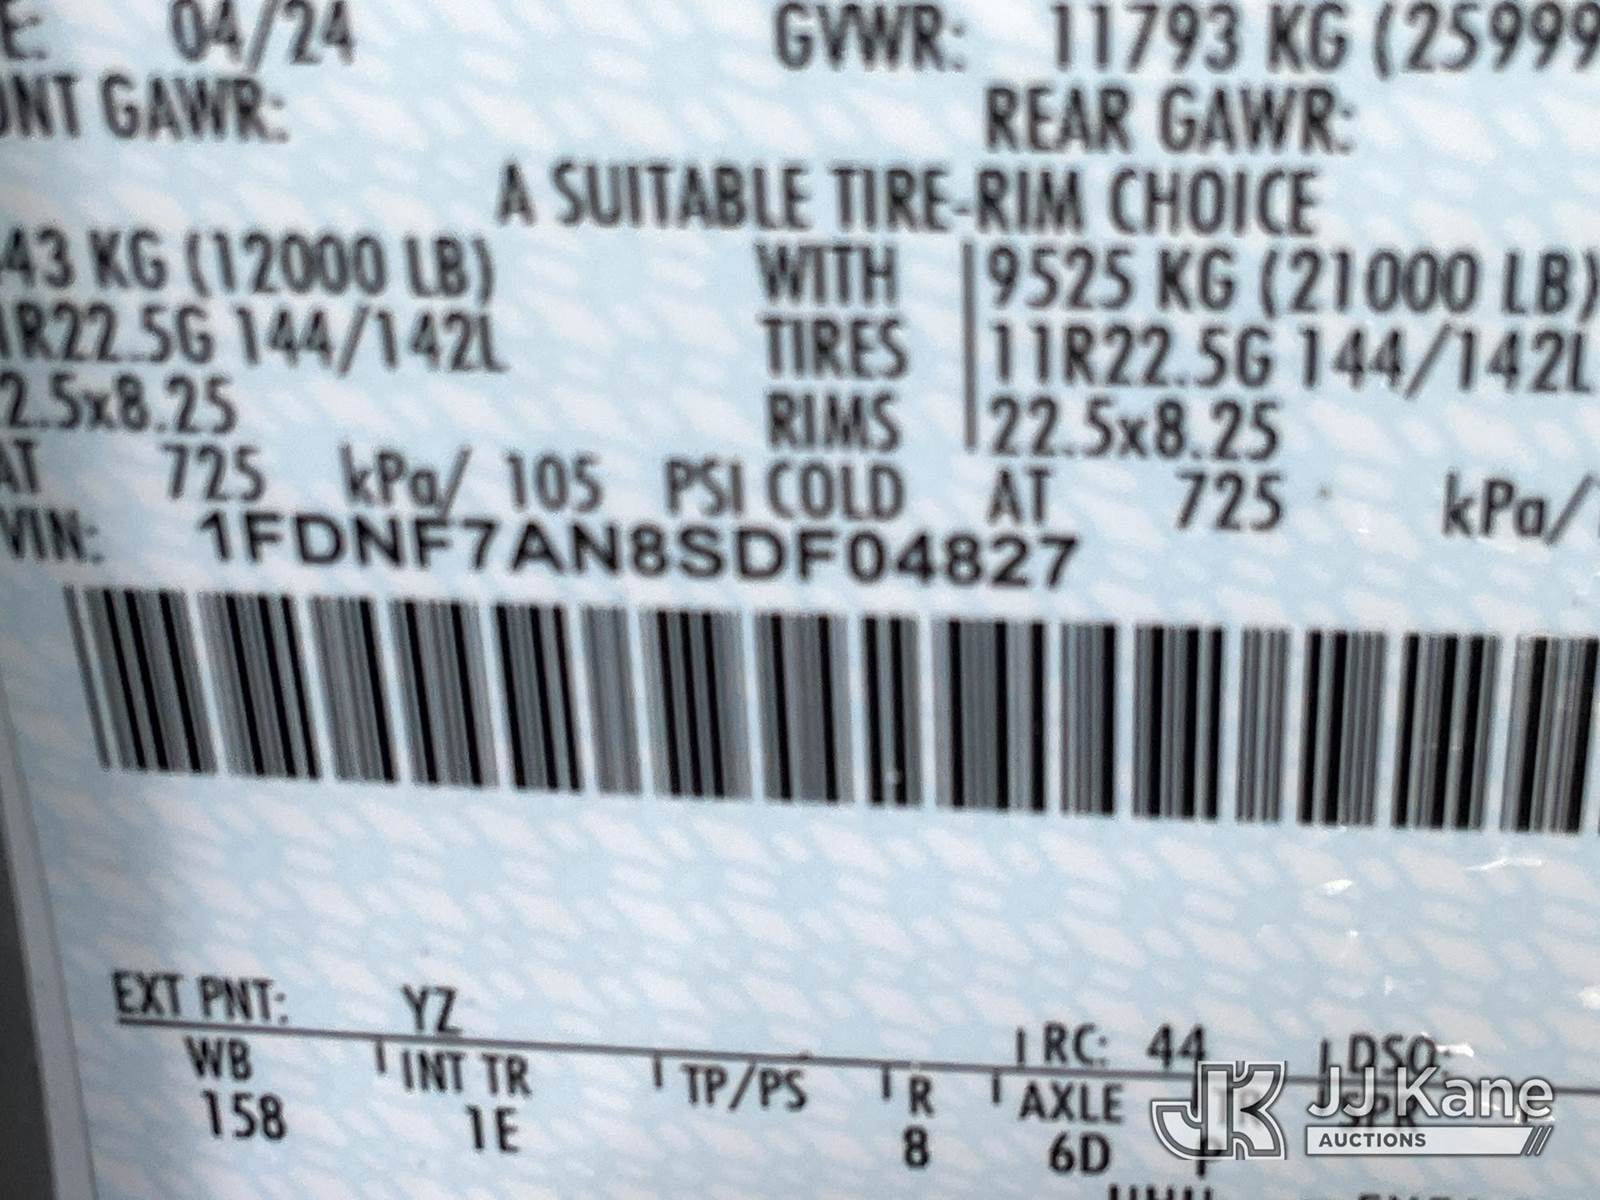 E 04/24 GVWR: 11793 KG (25999
ONT GAWR: REAR GAWR:
A SUITABLE TIRE-RIM CHOICE
43 KG (12000 LB) WITH 9525 KG (21000 LB)
1R22.5G 144/142L TIRES 11R22.5G 144/142L
2.5x8.25 RIMS 22.5x8.25
AT 725 kPa/ 105 PSI COLD AT 725 kPa/
VIN: 1FDNF7AN8SDF04827
EXT PNT: YZ RC: 44 DSO:
WB INT TR TP/PS R AXLE SPR
158 1E 8 6D
JJ Kane
AUCTIONS